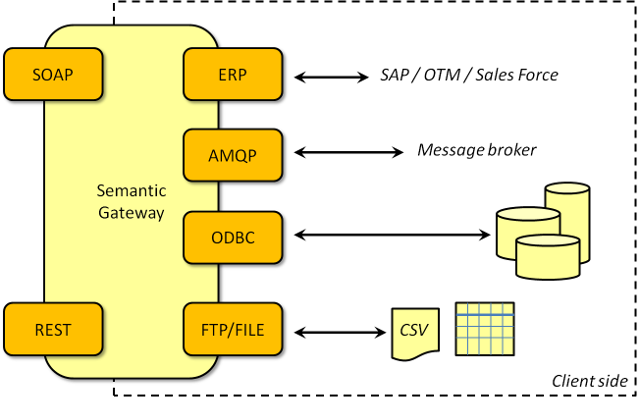 SOAP
ERP
SAP / OTM / Sales Force
AMQP
Message broker
Semantic
Gateway
ODBC
REST
FTP/FILE
CSV
Client side